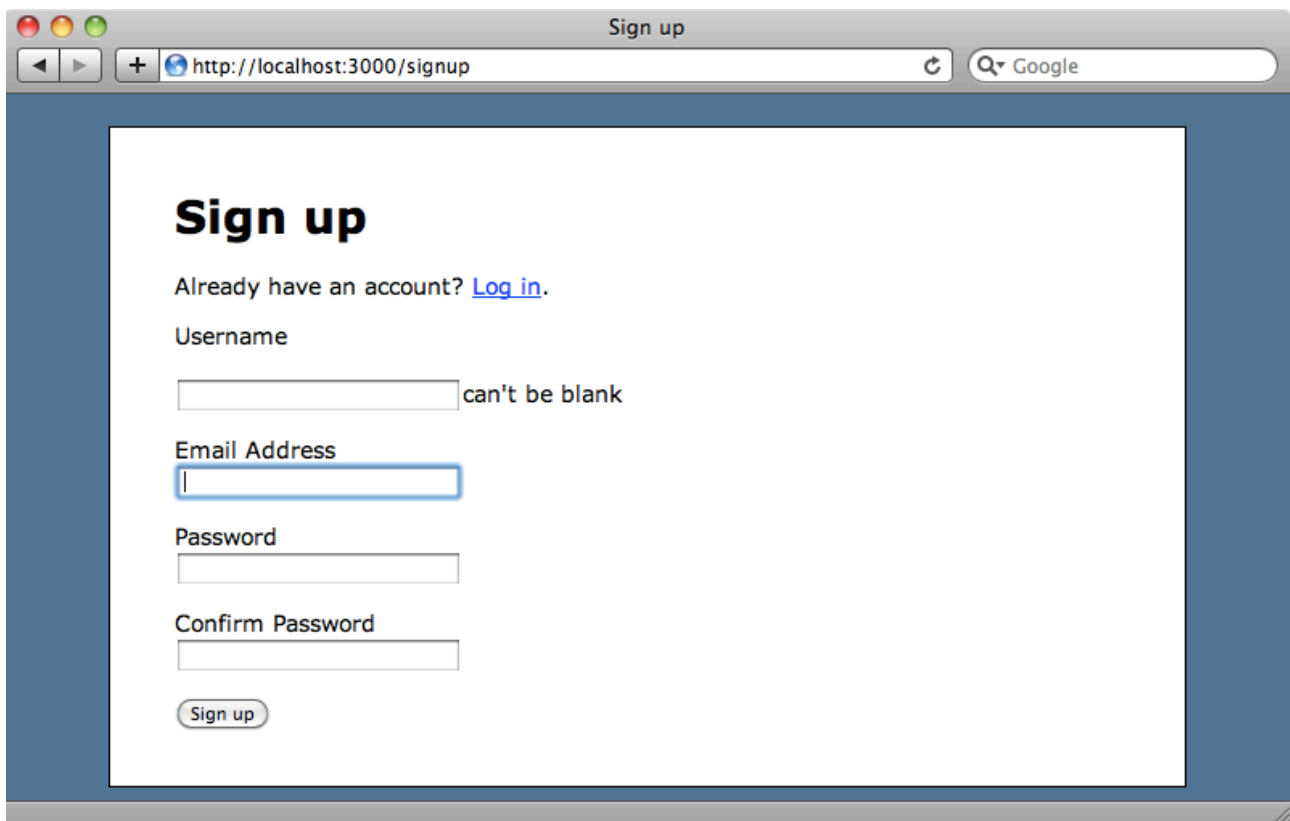 Sign up
http://localhost:3000/signup
Google
Sign up
Already have an account? Log in.
Username
can't be blank
Email Address
Password
Confirm Password
Sign up